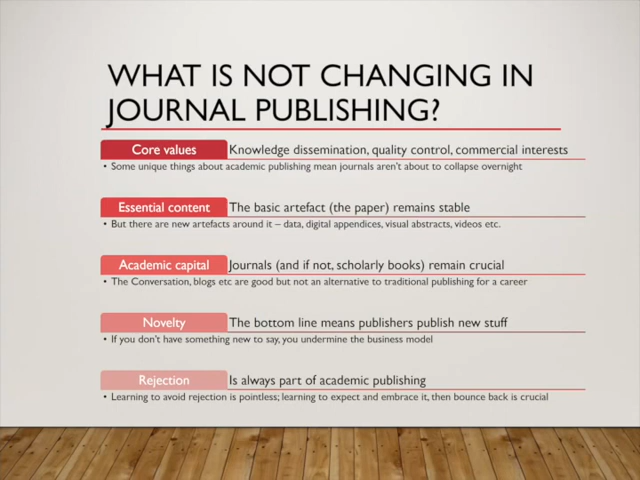 WHAT IS NOT CHANGING IN
JOURNAL PUBLISHING?
Core values Knowledge dissemination, quality control, commercial interests
• Some unique things about academic publishing mean journals aren't about to collapse overnight
Essential content The basic artefact (the paper) remains stable
• But there are new artefacts around it – data, digital appendices, visual abstracts, videos etc.
Academic capital Journals (and if not, scholarly books) remain crucial
• The Conversation, blogs etc are good but not an alternative to traditional publishing for a career
Novelty The bottom line means publishers publish new stuff
• If you don't have something new to say, you undermine the business model
Rejection Is always part of academic publishing
• Learning to avoid rejection is pointless; learning to expect and embrace it, then bounce back is crucial